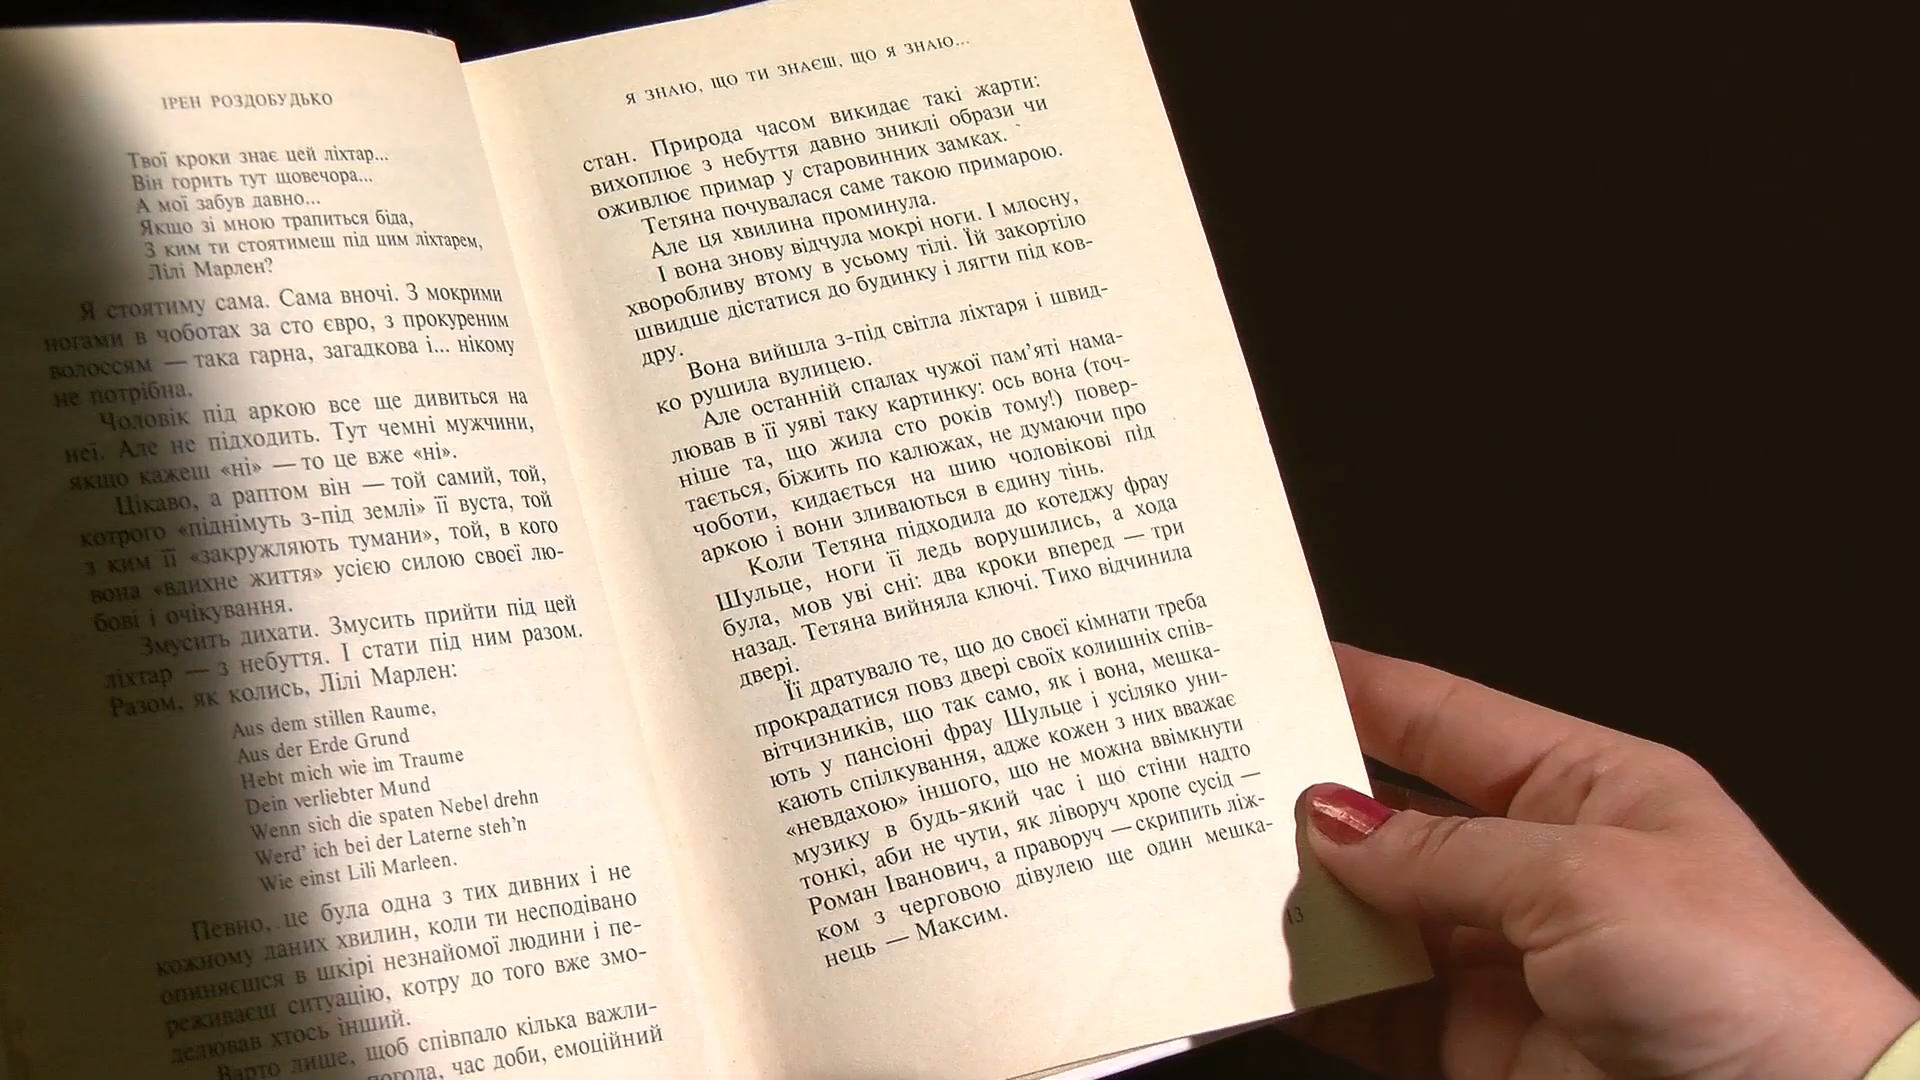 ІРЕН РОЗДОБУДЬКО
Твої кроки знає цей ліхтар...
Він горить тут щовечора...
А мої забув давно...
Якщо зі мною трапиться біда,
З ким ти стоятимеш під цим ліхтарем,
Лілі Марлен?
Я стоятиму сама. Сама вночі. З мокрими
ногами в чоботах за сто євро, з прокуреним
волоссям — така гарна, загадкова і... нікому
не потрібна.
Чоловік під аркою все ще дивиться на
неї. Але не підходить. Тут чемні мужчини,
якщо кажеш «ні» — то це вже «ні».
Цікаво, а раптом він — той самий, той,
котрого «піднімуть з-під землі» її вуста, той
з ким її «закружляють тумани», той, в кого
вона «вдихне життя» усією силою своєї лю-
бові і очікування.
Змусить дихати. Змусить прийти під цей
ліхтар — з небуття. І стати під ним разом.
Разом, як колись, Лілі Марлен:
Aus dem stillen Raume,
Aus der Erde Grund
Hebt mich wie im Traume
Dein verliebter Mund
Wenn sich die spaten Nebel drehn
Werd' ich bei der Laterne steh'n
Wie einst Lili Marleen.
Певно, це була одна з тих дивних і не
кожному даних хвилин, коли ти несподівано
опиняєшся в шкірі незнайомої людини і пе-
реживаєш ситуацію, котру до того вже змо-
делював хтось інший.
Варто лише, щоб співпало кілька важли-
погода, час доби, емоційний
Я ЗНАЮ, ЩО ТИ ЗНАЄШ, ЩО Я ЗНАЮ...
стан. Природа часом викидає такі жарти:
вихоплює з небуття давно зниклі образи чи
оживлює примар у старовинних замках.
Тетяна почувалася саме такою примарою.
Але ця хвилина проминула.
І вона знову відчула мокрі ноги. І млосну,
хворобливу втому в усьому тілі. Їй закортіло
швидше дістатися до будинку і лягти під ков-
дру.
Вона вийшла з-під світла ліхтаря і швид-
ко рушила вулицею.
Але останній спалах чужої пам’яті нама-
лював в її уяві таку картинку: ось вона (точ-
ніше та, що жила сто років тому!) повер-
тається, біжить по калюжах, не думаючи про
чоботи, кидається на шию чоловікові під
аркою і вони зливаються в єдину тінь.
Коли Тетяна підходила до котеджу фрау
Шульце, ноги її ледь ворушились, а хода
була, мов уві сні: два кроки вперед — три
назад. Тетяна вийняла ключі. Тихо відчинила
двері.
Її дратувало те, що до своєї кімнати треба
прокрадатися повз двері своїх колишніх спів-
вітчизників, що так само, як і вона, мешка-
ють у пансіоні фрау Шульце і усіляко уни-
кають спілкування, адже кожен з них вважає
«невдахою» іншого, що не можна ввімкнути
музику в будь-який час і що стіни надто
тонкі, аби не чути, як ліворуч хропе сусід —
Роман Іванович, а праворуч — скрипить ліж-
ком з черговою дівулею ще один мешка-
нець — Максим.
13